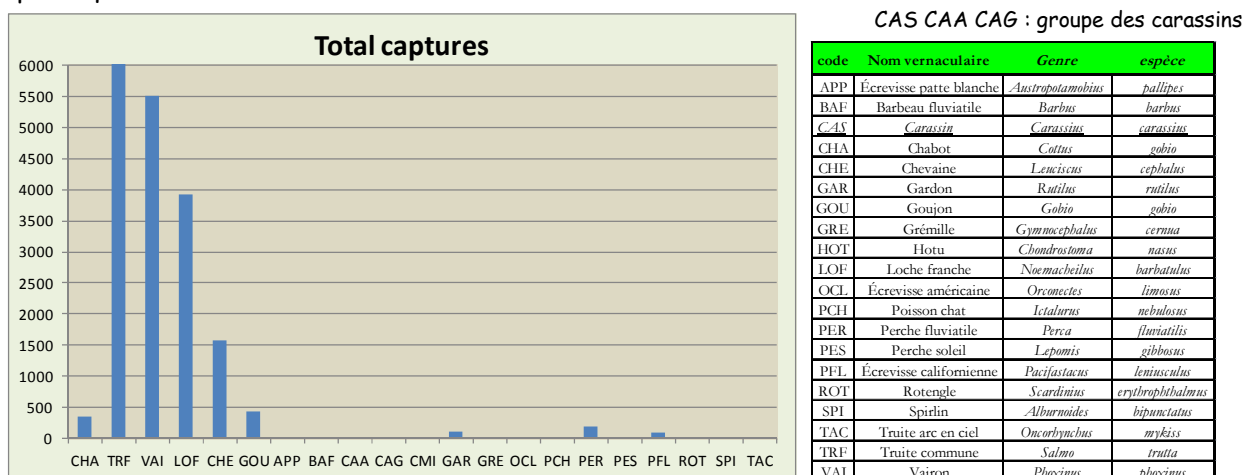 CAS CAA CAG : groupe des carassins
Total captures
6000
5500
5000
4500
4000
3500
3000
2500
2000
1500
1000
500
0
CHA TRF VAI LOF CHE GOU APP BAF CAA CAG CMI GAR GRE OCL PCH PER PES PFL ROT SPI TAC
code Nom vernaculaire Genre espèce
APP Écrevisse patte blanche Austropotamobius pallipes
BAF Barbeau fluviatile Barbus barbus
CAS Carassin Carassius carassius
CHA Chabot Cottus gobio
CHE Chevaine Leuciscus cephalus
GAR Gardon Rutilus rutilus
GOU Goujon Gobio gobio
GRE Grémille Gymnocephalus cernua
HOT Hotu Chondrostoma nasus
LOF Loche franche Noemacheilus barbatulus
OCL Écrevisse américaine Orconectes limosus
PCH Poisson chat Ictalurus nebulosus
PER Perche fluviatile Perca fluviatilis
PES Perche soleil Lepomis gibbosus
PFL Écrevisse californienne Pacifastacus leniusculus
ROT Rotengle Scardinius erythrophthalmus
SPI Spirlin Alburnoides bipunctatus
TAC Truite arc en ciel Oncorhynchus mykiss
TRF Truite commune Salmo trutta
VAI Vairon Phoxinus phoxinus